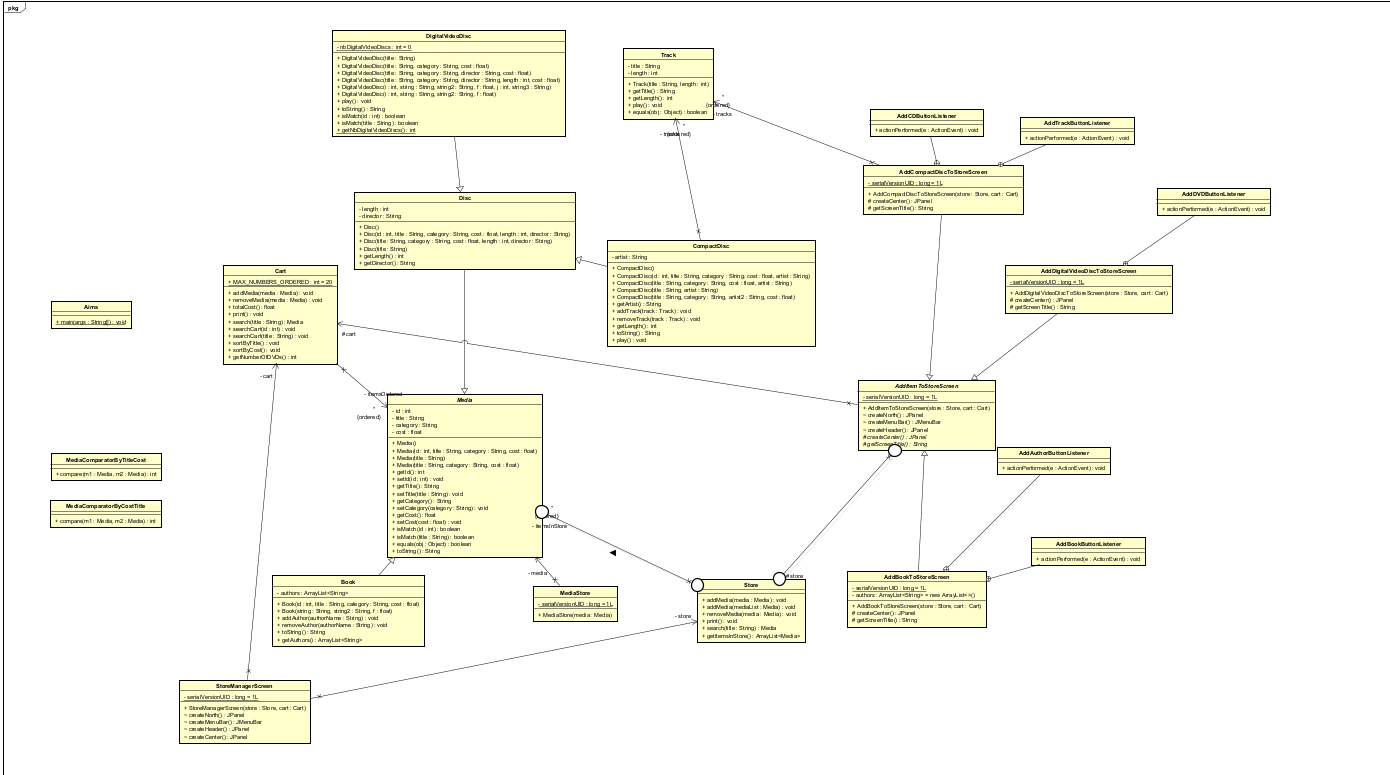 pkg
DigitalVideoDisc
- nbDigitalVideoDiscs : int = 0
+ DigitalVideoDisc(title : String)
+ DigitalVideoDisc(title : String, category : String, cost : float)
+ DigitalVideoDisc(title : String, category : String, director : String, cost : float)
+ DigitalVideoDisc(title : String, category : String, director : String, length : int, cost : float)
+ DigitalVideoDisc(i : int, string : String, string2 : String, f : float, j : int, string3 : String)
+ DigitalVideoDisc(i : int, string : String, string2 : String, f : float)
+ play() : void
+ toString() : String
+ isMatch(id : int) : boolean
+ isMatch(title : String) : boolean
+ getNbDigitalVideoDiscs() : int
Track
- title : String
- length : int
+ Track(title : String, length : int)
+ getTitle() : String
+ getLength() : int
+ play() : void
+ equals(obj : Object) : boolean
*
(ordered)
- tracks
AddCDButtonListener
+ actionPerformed(e : ActionEvent) : void
AddTrackButtonListener
+ actionPerformed(e : ActionEvent) : void
AddCompactDiscToStoreScreen
- serialVersionUID : long = 1L
+ AddCompactDiscToStoreScreen(store : Store, cart : Cart)
# createCenter() : JPanel
# getScreenTitle() : String
AddDVDButtonListener
+ actionPerformed(e : ActionEvent) : void
Disc
- length : int
- director : String
+ Disc()
+ Disc(id : int, title : String, category : String, cost : float, length : int, director : String)
+ Disc(title : String, category : String, cost : float, length : int, director : String)
+ Disc(title : String)
+ getLength() : int
+ getDirector() : String
CompactDisc
- artist : String
+ CompactDisc()
+ CompactDisc(id : int, title : String, category : String, cost : float, artist : String)
+ CompactDisc(title : String, category : String, cost : float, artist : String)
+ CompactDisc(title : String, artist : String)
+ CompactDisc(title : String, category : String, artist2 : String, cost : float)
+ getArtist() : String
+ addTrack(track : Track) : void
+ removeTrack(track : Track) : void
+ getLength() : int
+ toString() : String
+ play() : void
AddDigitalVideoDiscToStoreScreen
- serialVersionUID : long = 1L
+ AddDigitalVideoDiscToStoreScreen(store : Store, cart : Cart)
# createCenter() : JPanel
# getScreenTitle() : String
Cart
+ MAX_NUMBERS_ORDERED : int = 20
+ addMedia(media : Media) : void
+ removeMedia(media : Media) : void
+ totalCost() : float
+ print() : void
+ search(title : String) : Media
+ searchCart(id : int) : void
+ searchCart(title : String) : void
+ sortByTitle() : void
+ sortByCost() : void
+ getNumberOfDVDs() : int
# cart
- cart
- itemsOrdered
*
(ordered)
Aims
+ main(args : String[]) : void
Media
- id : int
- title : String
- category : String
- cost : float
+ Media()
+ Media(id : int, title : String, category : String, cost : float)
+ Media(title : String)
+ Media(title : String, category : String, cost : float)
+ getId() : int
+ setId(id : int) : void
+ getTitle() : String
+ setTitle(title : String) : void
+ getCategory() : String
+ setCategory(category : String) : void
+ getCost() : float
+ setCost(cost : float) : void
+ isMatch(id : int) : boolean
+ isMatch(title : String) : boolean
+ equals(obj : Object) : boolean
+ toString() : String
*
- itemsInStore
- media
AddItemToStoreScreen
- serialVersionUID : long = 1L
+ AddItemToStoreScreen(store : Store, cart : Cart)
~ createNorth() : JPanel
~ createMenuBar() : JMenuBar
~ createHeader() : JPanel
# createCenter() : JPanel
# getScreenTitle() : String
AddAuthorButtonListener
+ actionPerformed(e : ActionEvent) : void
AddBookButtonListener
+ actionPerformed(e : ActionEvent) : void
MediaComparatorByTitleCost
+ compare(m1 : Media, m2 : Media) : int
MediaComparatorByCostTitle
+ compare(m1 : Media, m2 : Media) : int
Book
- authors : ArrayList<String>
+ Book(id : int, title : String, category : String, cost : float)
+ Book(string : String, string2 : String, f : float)
+ addAuthor(authorName : String) : void
+ removeAuthor(authorName : String) : void
+ toString() : String
+ getAuthors() : ArrayList<String>
MediaStore
- serialVersionUID : long = 1L
+ MediaStore(media : Media)
Store
+ addMedia(media : Media) : void
+ addMedia(mediaList : Media) : void
+ removeMedia(media : Media) : void
+ print() : void
+ search(title : String) : Media
+ getItemsInStore() : ArrayList<Media>
# store
- store
AddBookToStoreScreen
- serialVersionUID : long = 1L
- authors : ArrayList<String> = new ArrayList<>()
+ AddBookToStoreScreen(store : Store, cart : Cart)
# createCenter() : JPanel
# getScreenTitle() : String
StoreManagerScreen
- serialVersionUID : long = 1L
+ StoreManagerScreen(store : Store, cart : Cart)
~ createNorth() : JPanel
~ createMenuBar() : JMenuBar
~ createHeader() : JPanel
~ createCenter() : JPanel